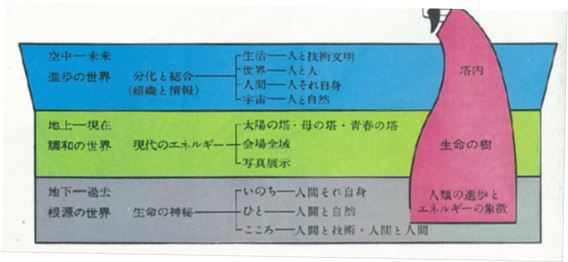 空中─未来
進歩の世界
分化と総合
(組織と情報)
生活─人と技術文明
世界─人と人
人間─人それ自身
宇宙─人と自然
塔内
地上─現在
調和の世界
現代のエネルギー
太陽の塔・母の塔・青春の塔
会場全域
写真展示
生命の樹
地下─過去
根源の世界
生命の神秘
いのち─人間それ自身
ひと─人間と自然
こころ─人間と技術・人間と人間
人類の進歩と
エネルギーの象徴